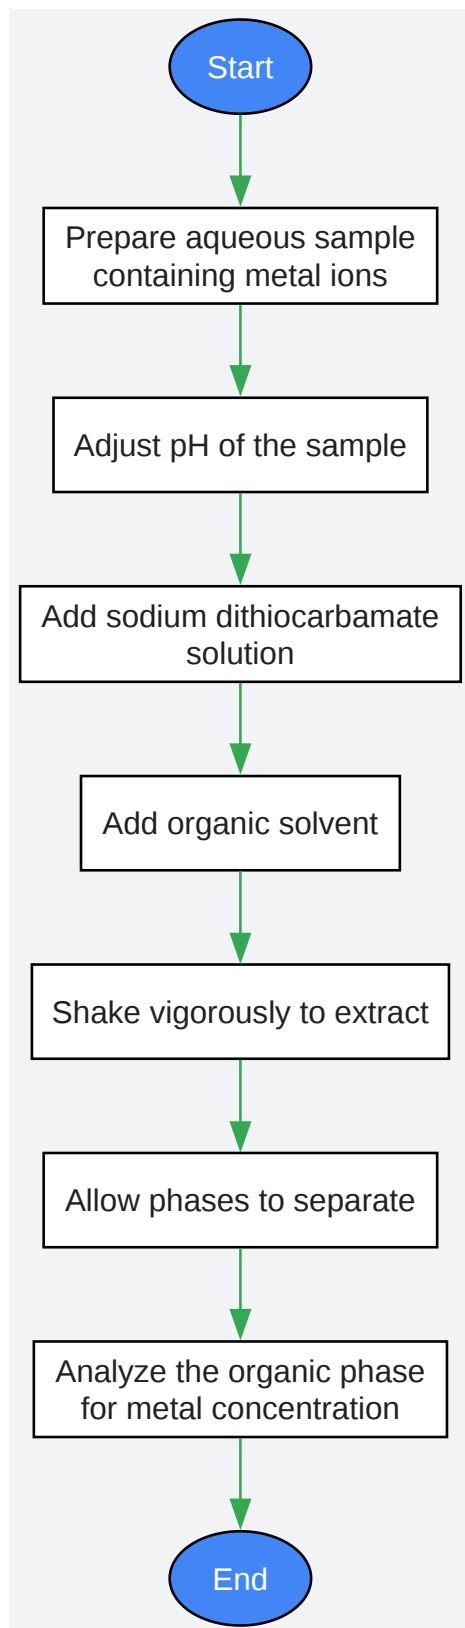 Start
Prepare aqueous sample
containing metal ions
Adjust pH of the sample
Add sodium dithiocarbamate
solution
Add organic solvent
Shake vigorously to extract
Allow phases to separate
Analyze the organic phase
for metal concentration
End